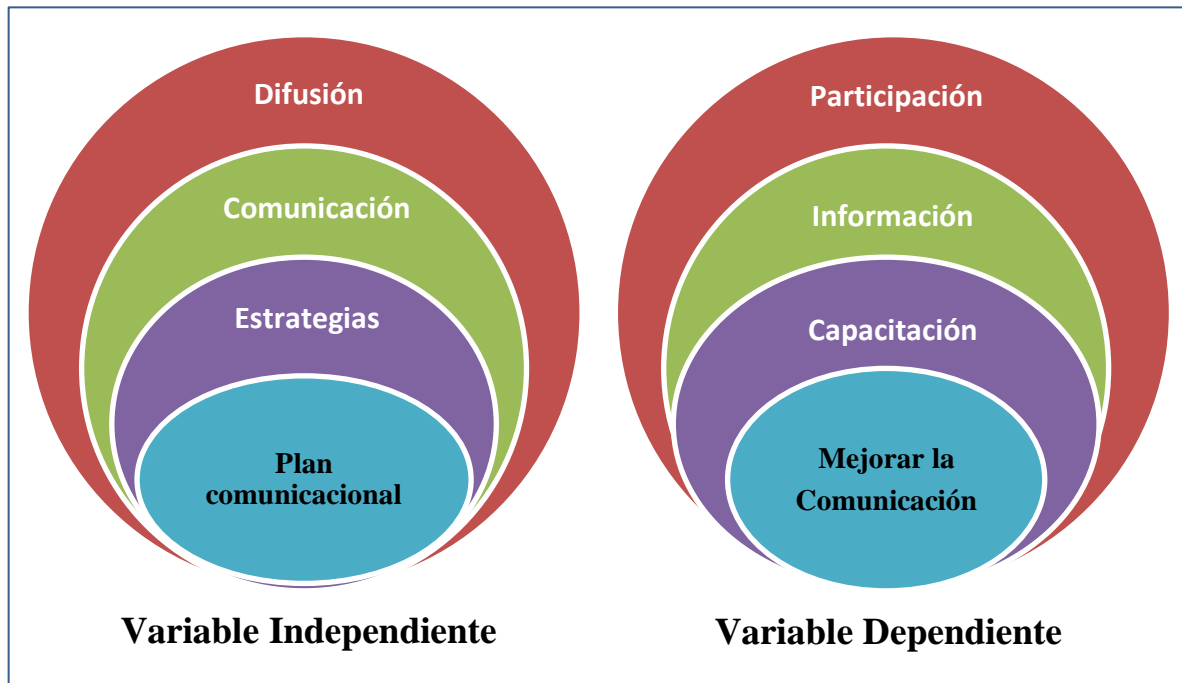 Difusión
Comunicación
Estrategias
Plan
comunicacional
Variable Independiente
Participación
Información
Capacitación
Mejorar la
Comunicación
Variable Dependiente